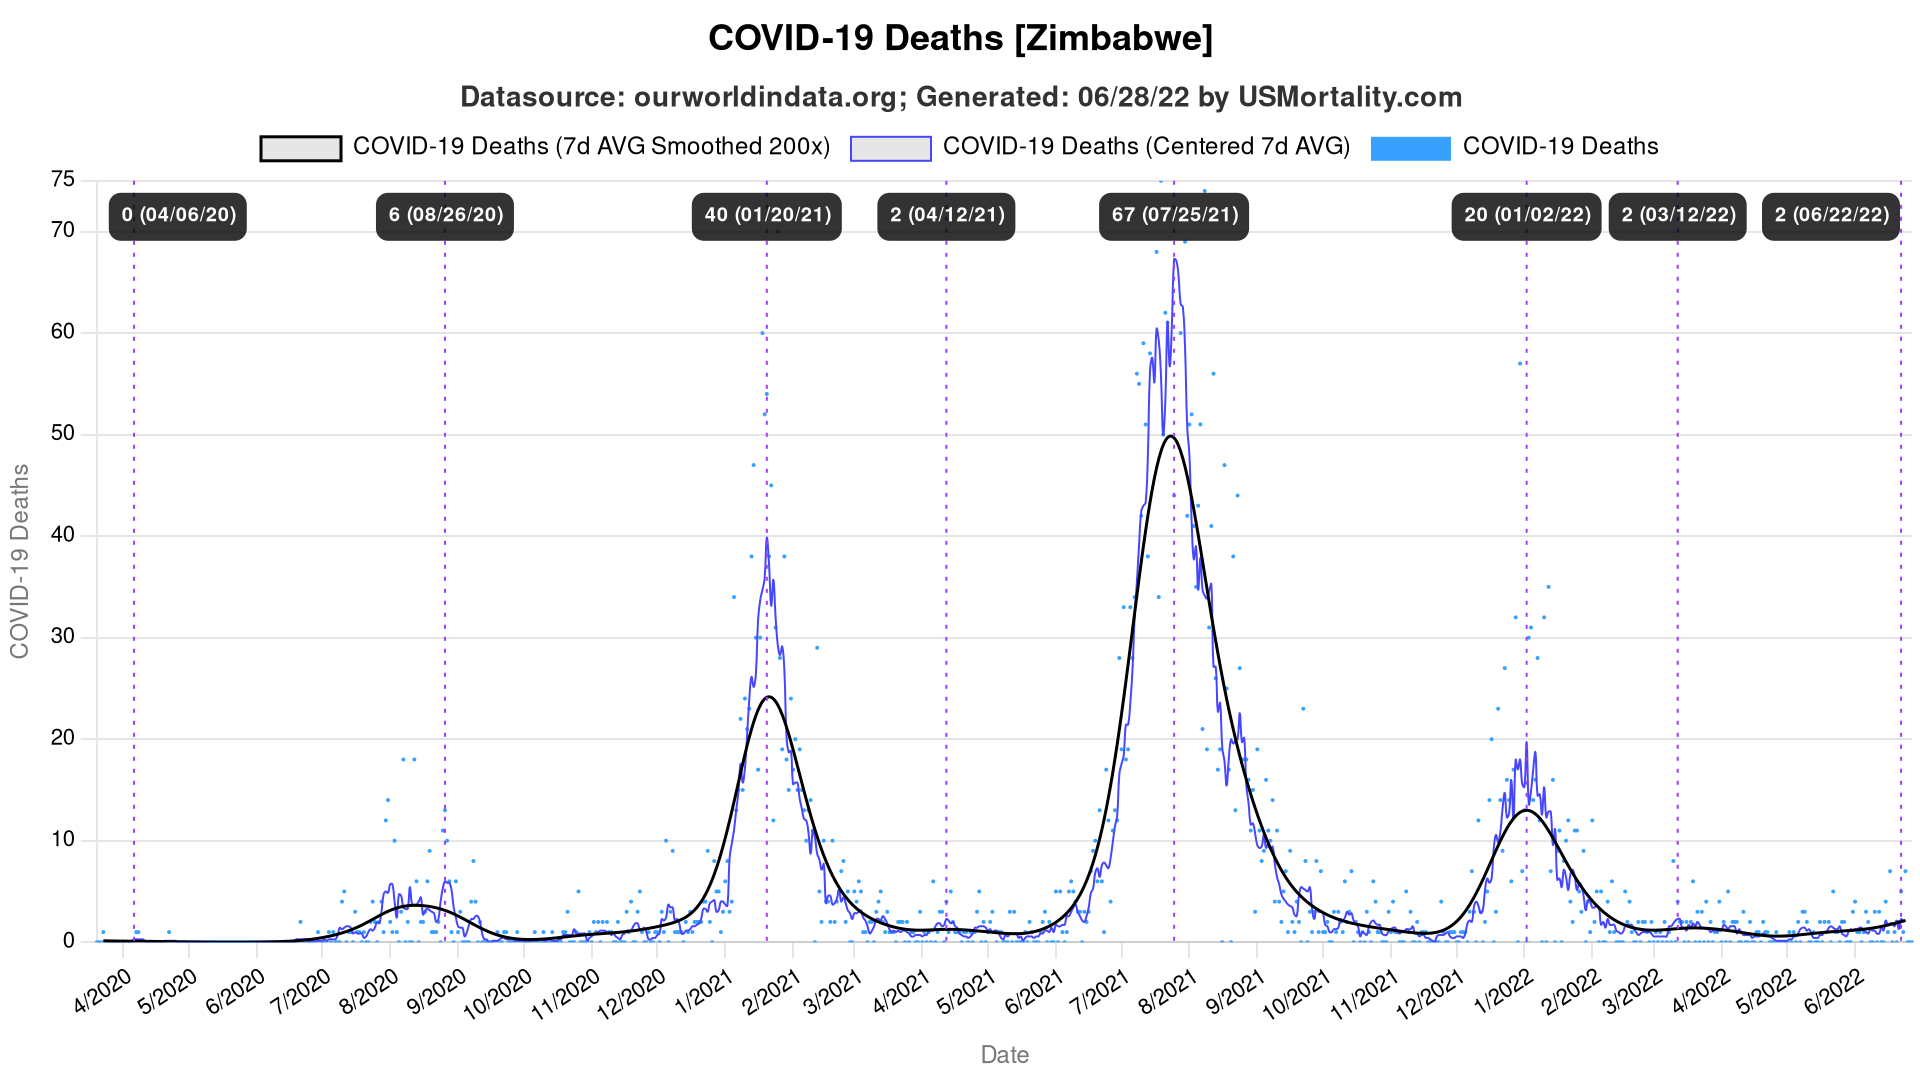 COVID-19 Deaths [Zimbabwe]
Datasource: ourworldindata.org; Generated: 06/28/22 by USMortality.com
COVID-19 Deaths (7d AVG Smoothed 200x) COVID-19 Deaths (Centered 7d AVG) COVID-19 Deaths
75
0 (04/06/20) 6 (08/26/20) 40 (01/20/21) 2 (04/12/21) 67 (07/25/21) 20 (01/02/22) 2 (03/12/22) 2 (06/22/22)
70
60
50
40
30
20
10
0
COVID-19 Deaths
4/2020 5/2020 6/2020 7/2020 8/2020 9/2020 10/2020 11/2020 12/2020 1/2021 2/2021 3/2021 4/2021 5/2021 6/2021 7/2021 8/2021 9/2021 10/2021 11/2021 12/2021 1/2022 2/2022 3/2022 4/2022 5/2022 6/2022
Date